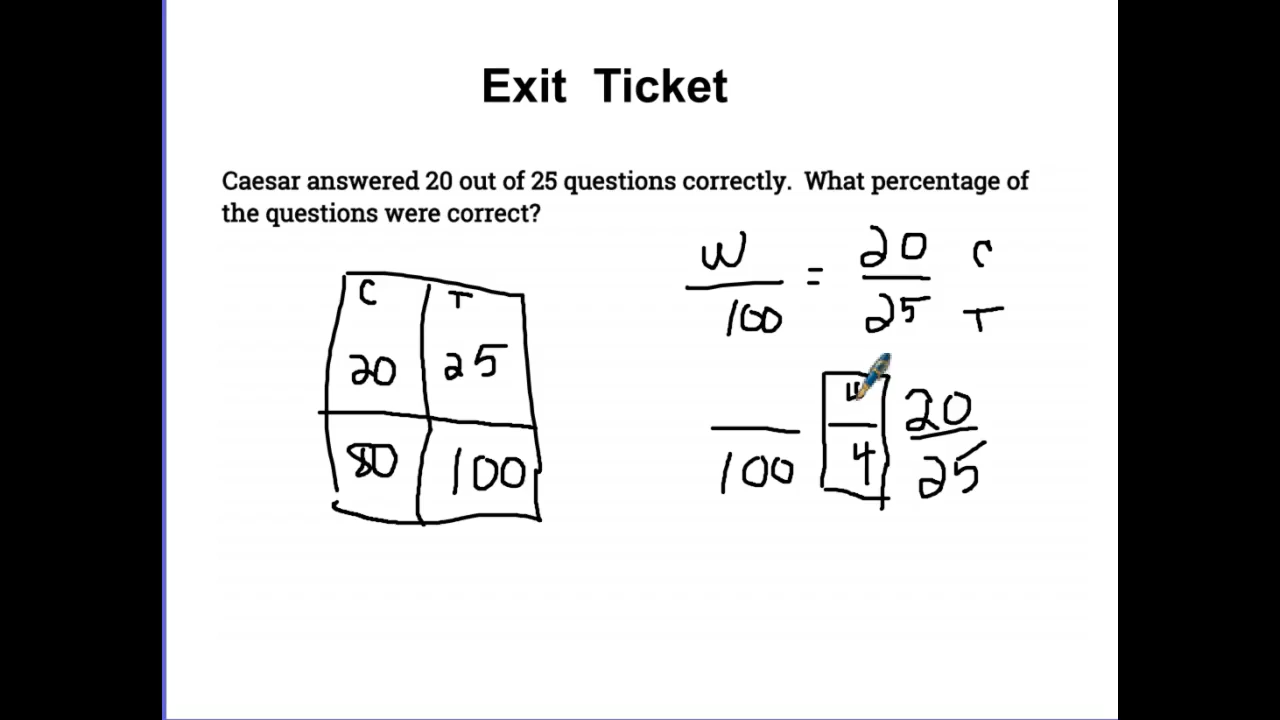 Exit Ticket
Caesar answered 20 out of 25 questions correctly. What percentage of
the questions were correct?
C T
20 25
80 100
W = 20 C
100 25 T
4 20
100 4 25